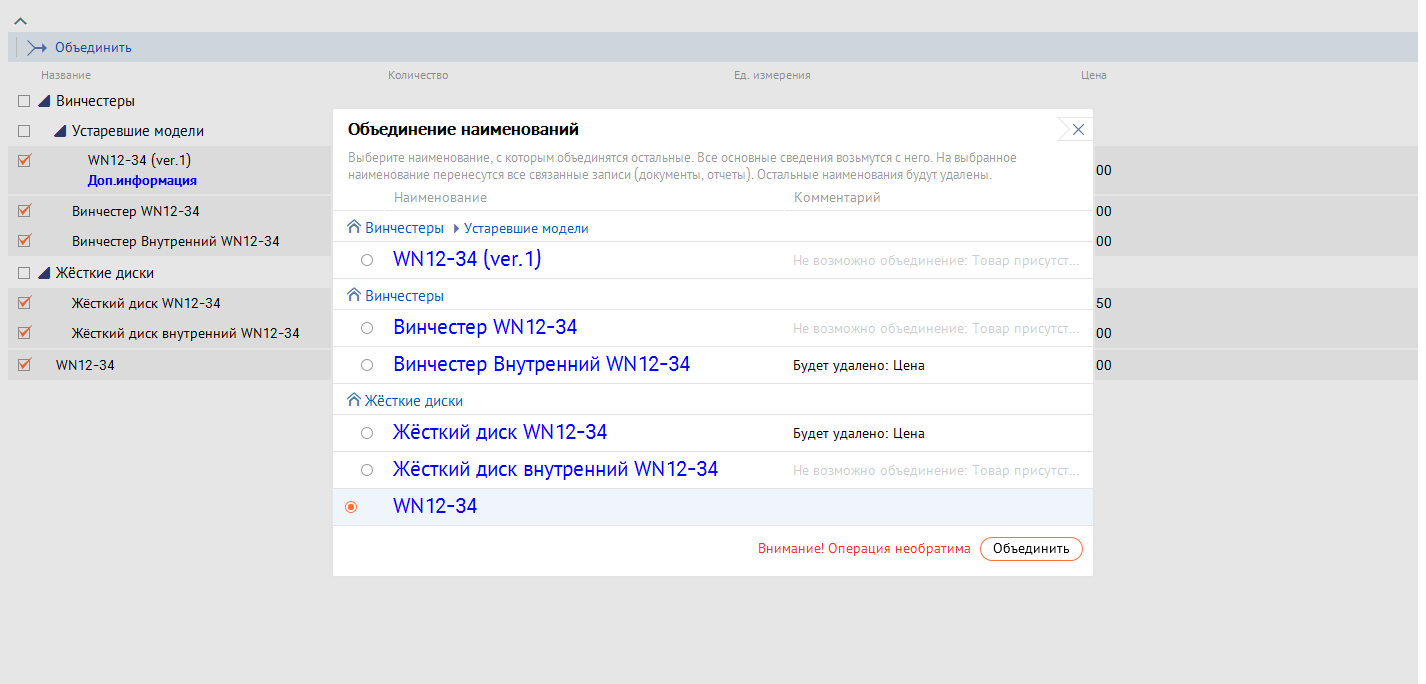 Объединить
Название Количество Ед. измерения Цена
Винчестеры
Устаревшие модели
WN12-34 (ver.1)
Доп.информация
00
Винчестер WN12-34 00
Винчестер Внутренний WN12-34 00
Жёсткие диски
Жёсткий диск WN12-34 50
Жёсткий диск внутренний WN12-34 00
WN12-34 00
Объединение наименований
Выберите наименование, с которым объединятся остальные. Все основные сведения возьмутся с него. На выбранное
наименование перенесутся все связанные записи (документы, отчеты). Остальные наименования будут удалены.
Наименование Комментарий
Винчестеры Устаревшие модели
WN12-34 (ver.1) Не возможно объединение: Товар присутст...
Винчестеры
Винчестер WN12-34 Не возможно объединение: Товар присутст...
Винчестер Внутренний WN12-34 Будет удалено: Цена
Жёсткие диски
Жёсткий диск WN12-34 Будет удалено: Цена
Жёсткий диск внутренний WN12-34 Не возможно объединение: Товар присутст...
WN12-34
Внимание! Операция необратима Объединить